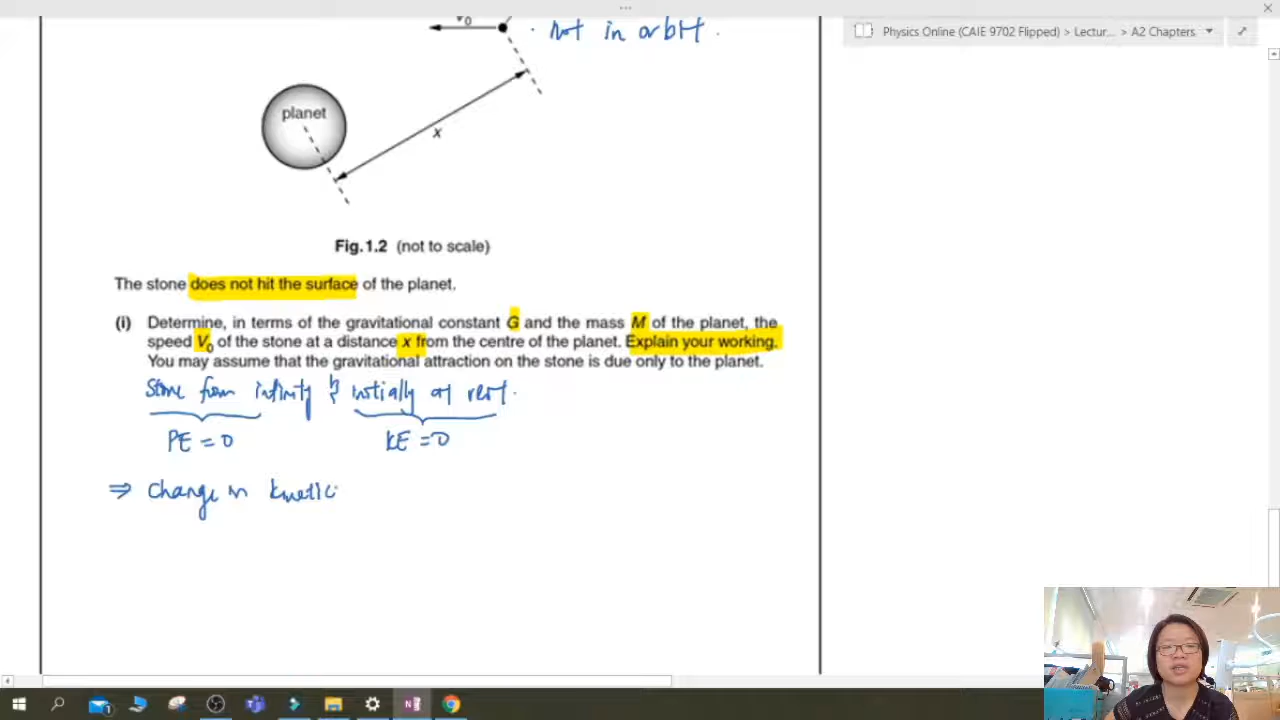 Physics Online (CAIE 9702 Flipped) > Lectur... > A2 Chapters
· not in orbit.
planet
x
Fig.1.2 (not to scale)
The stone does not hit the surface of the planet.
(i) Determine, in terms of the gravitational constant G and the mass M of the planet, the
speed V₀ of the stone at a distance x from the centre of the planet. Explain your working.
You may assume that the gravitational attraction on the stone is due only to the planet.
Stone from infinity & initially at rest.
PE = 0 KE = 0
⇒ Change in kinetic